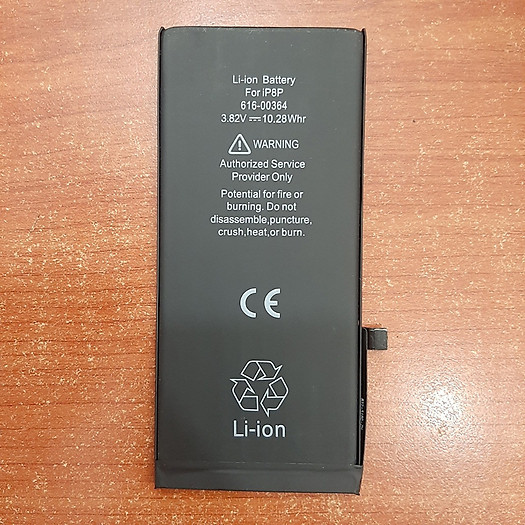 Li-ion Battery
For iP8P
616-00364
3.82V ⎓ 10.28Whr
WARNING
Authorized Service
Provider Only
Potential for fire or
burning. Do not
disassemble,puncture,
crush,heat,or burn.
CE
Li-ion